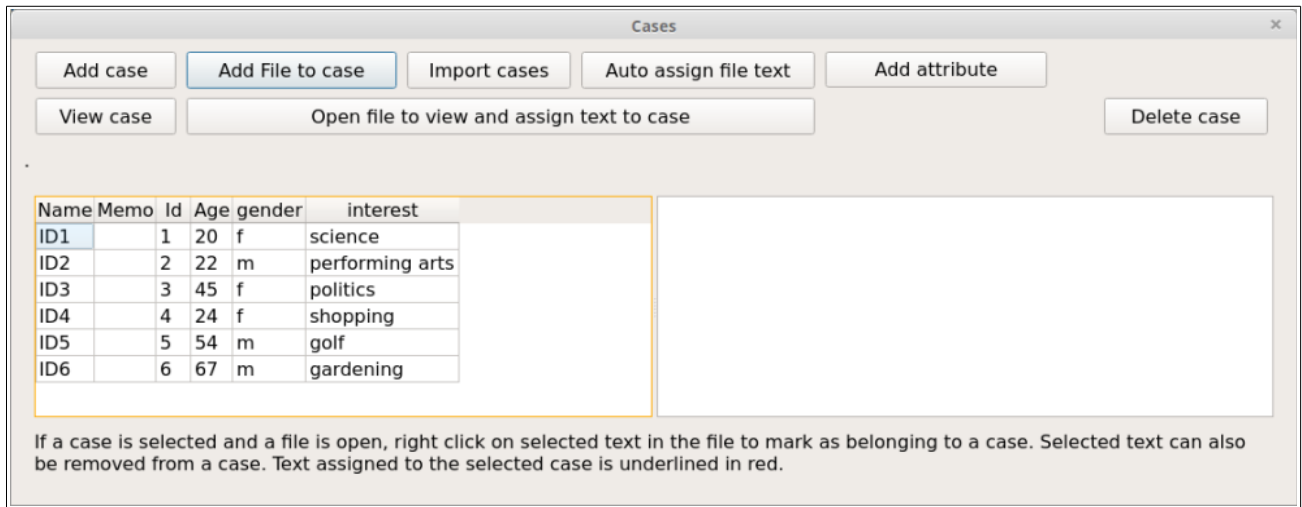 Cases ×
Add case Add File to case Import cases Auto assign file text Add attribute
View case Open file to view and assign text to case Delete case
.
Name Memo Id Age gender interest
ID1 1 20 f science
ID2 2 22 m performing arts
ID3 3 45 f politics
ID4 4 24 f shopping
ID5 5 54 m golf
ID6 6 67 m gardening
If a case is selected and a file is open, right click on selected text in the file to mark as belonging to a case. Selected text can also
be removed from a case. Text assigned to the selected case is underlined in red.